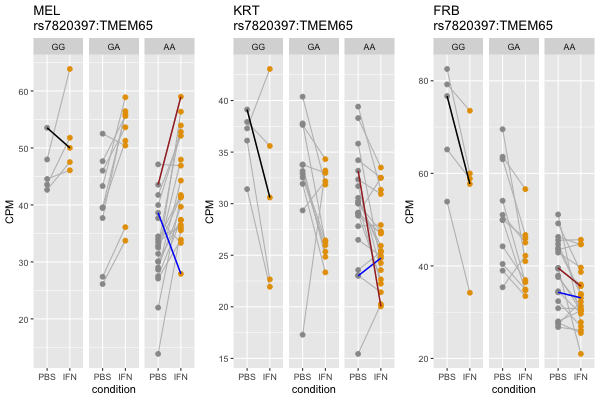 MEL
rs7820397:TMEM65
GG GA AA
CPM
60
50
40
30
20
PBS IFN PBS IFN PBS IFN
condition
KRT
rs7820397:TMEM65
GG GA AA
CPM
40
35
30
25
20
15
PBS IFN PBS IFN PBS IFN
condition
FRB
rs7820397:TMEM65
GG GA AA
CPM
80
60
40
20
PBS IFN PBS IFN PBS IFN
condition